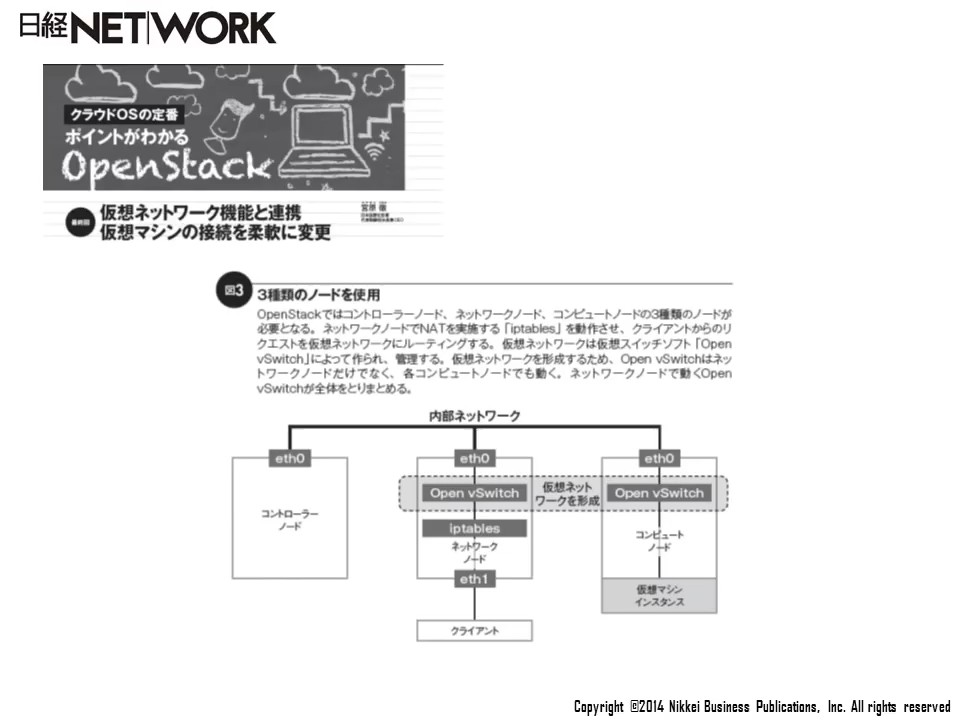 日経NETWORK
クラウドOSの定番
ポイントがわかる
OpenStack
最終回
仮想ネットワーク機能と連携
仮想マシンの接続を柔軟に変更
宮原 徹
図3
3種類のノードを使用
OpenStackではコントローラーノード、ネットワークノード、コンピュートノードの3種類のノードが
必要となる。ネットワークノードでNATを実施する「iptables」を動作させ、クライアントからのリ
クエストを仮想ネットワークにルーティングする。仮想ネットワークは仮想スイッチソフト「Open
vSwitch」によって作られ、管理する。仮想ネットワークを形成するため、Open vSwitchはネッ
トワークノードだけでなく、各コンピュートノードでも動く。ネットワークノードで動くOpen
vSwitchが全体をとりまとめる。
内部ネットワーク
eth0
eth0
eth0
Open vSwitch
仮想ネット
ワークを形成
Open vSwitch
コントローラー
ノード
iptables
ネットワーク
ノード
コンピュート
ノード
eth1
仮想マシン
インスタンス
クライアント
Copyright ©2014 Nikkei Business Publications, Inc. All rights reserved